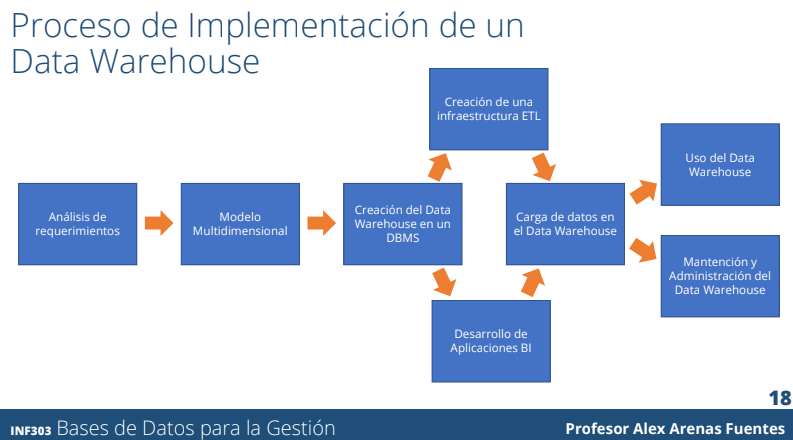 Proceso de Implementación de un
Data Warehouse
Análisis de
requerimientos
Modelo
Multidimensional
Creación del Data
Warehouse en un
DBMS
Creación de una
infraestructura ETL
Desarrollo de
Aplicaciones BI
Carga de datos en
el Data Warehouse
Uso del Data
Warehouse
Mantención y
Administración del
Data Warehouse
18
INF303 Bases de Datos para la Gestión
Profesor Alex Arenas Fuentes